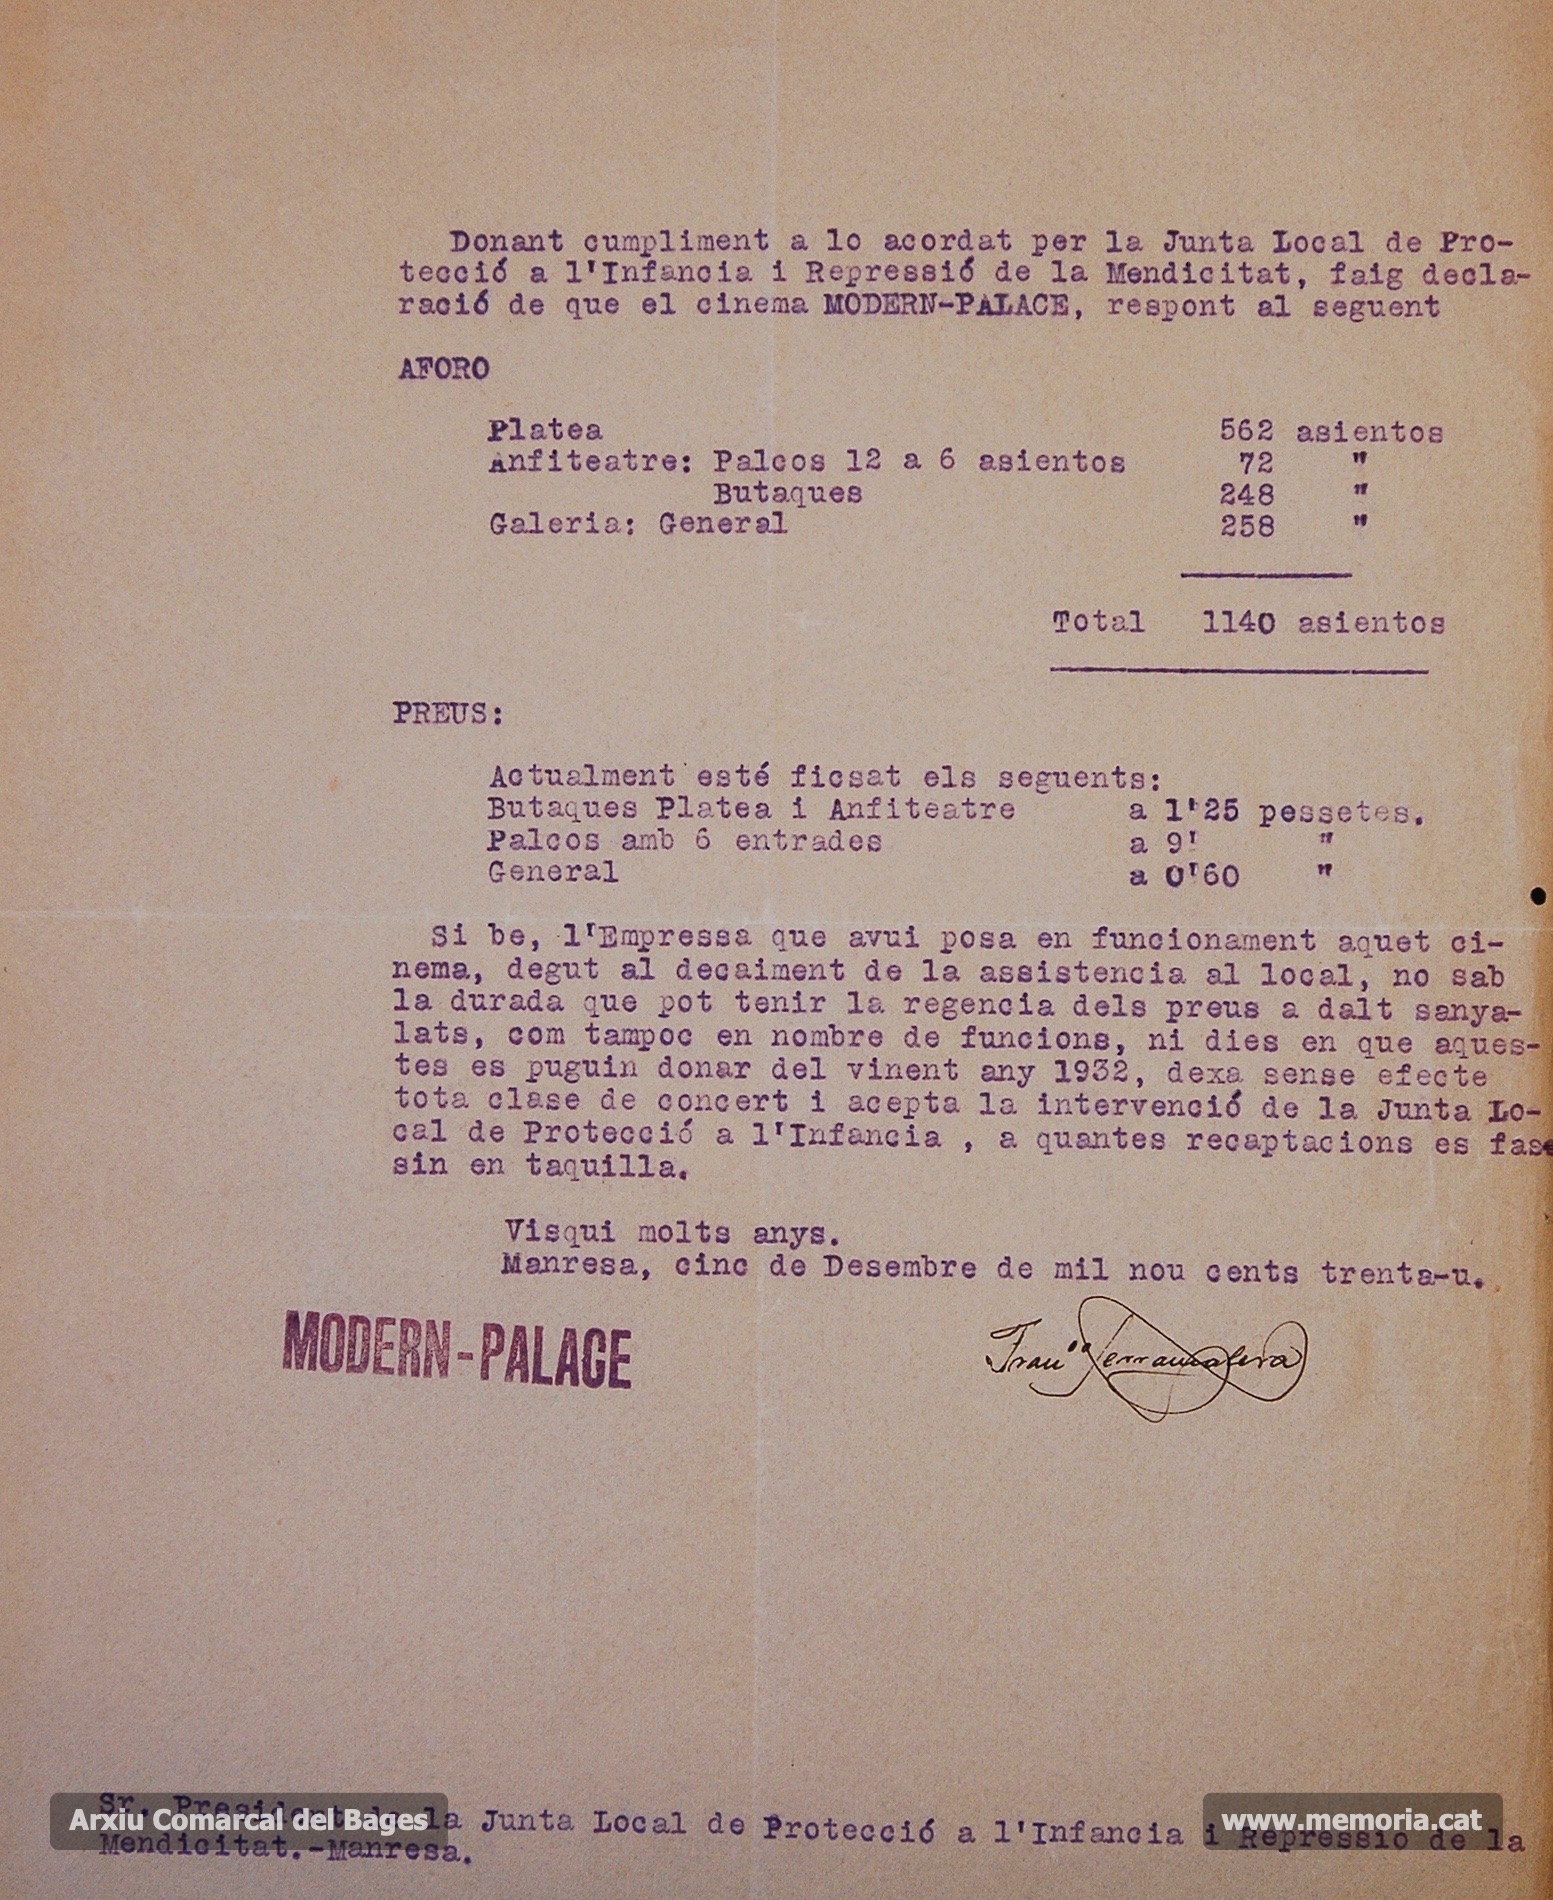 Donant cumpliment a lo acordat per la Junta Local de Pro-
tecció a l'Infancia i Repressió de la Mendicitat, faig decla-
ració de que el cinema MODERN-PALACE, respont al seguent
AFORO
Platea 562 asientos
Anfiteatre: Palcos 12 a 6 asientos 72 "
Butaques 248 "
Galeria: General 258 "
Total 1140 asientos
PREUS:
Actualment esté ficsat els seguents:
Butaques Platea i Anfiteatre a 1'25 pessetes.
Palcos amb 6 entrades a 9' "
General a 0'60 "
Si be, l'Empressa que avui posa en funcionament aquet ci-
nema, degut al decaiment de la assistencia al local, no sab
la durada que pot tenir la regencia dels preus a dalt sanya-
lats, com tampoc en nombre de funcions, ni dies en que aques-
tes es puguin donar del vinent any 1932, dexa sense efecte
tota clase de concert i acepta la intervenció de la Junta Lo-
cal de Protecció a l'Infancia , a quantes recaptacions es fase
sin en taquilla.
Visqui molts anys.
Manresa, cinc de Desembre de mil nou cents trenta-u.
MODERN-PALACE
Sr. President de la Junta Local de Protecció a l'Infancia i Repressio de la
Mendicitat.-Manresa.
Arxiu Comarcal del Bages
www.memoria.cat